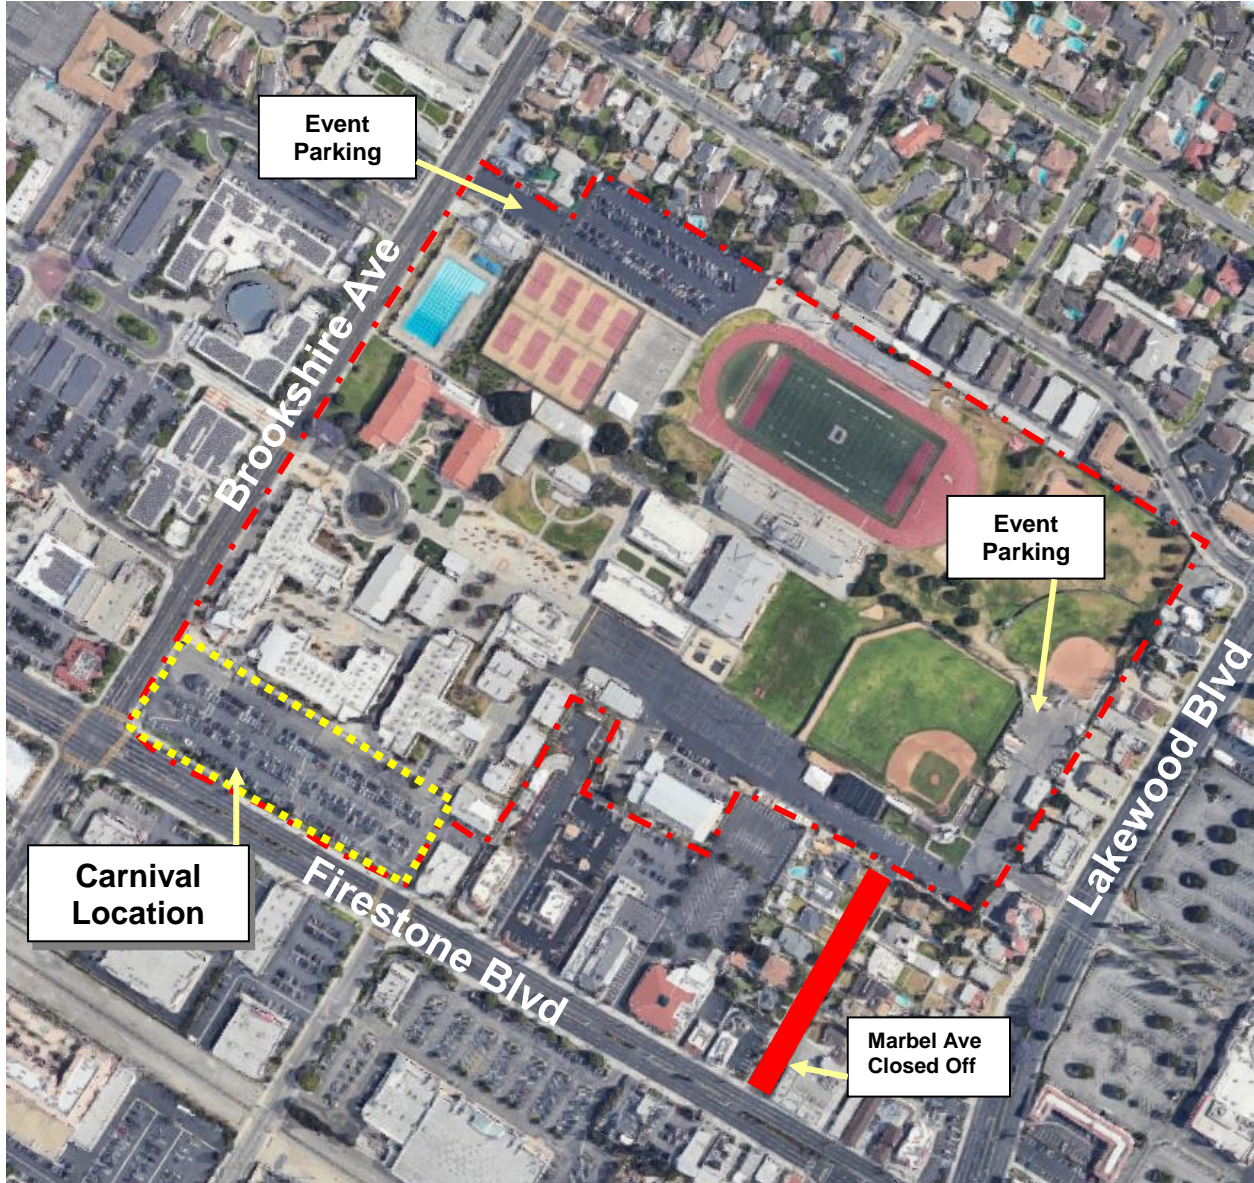 Event
Parking
Brookshire Ave
D
Event
Parking
Lakewood Blvd
Carnival
Location
Firestone Blvd
Marbel Ave
Closed Off